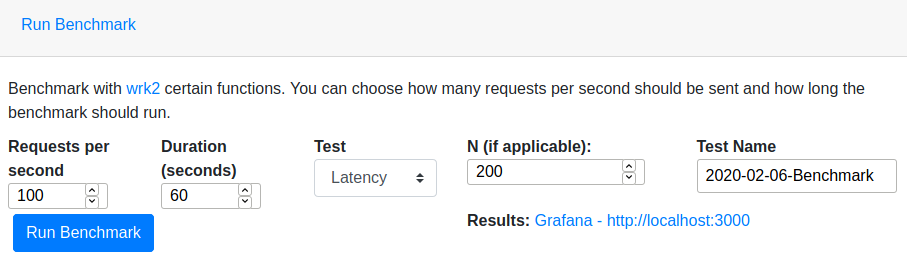 Run Benchmark
Benchmark with wrk2 certain functions. You can choose how many requests per second should be sent and how long the
benchmark should run.
Requests per
second
100
Duration
(seconds)
60
Test
Latency
N (if applicable):
200
Test Name
2020-02-06-Benchmark
Run Benchmark
Results: Grafana - http://localhost:3000